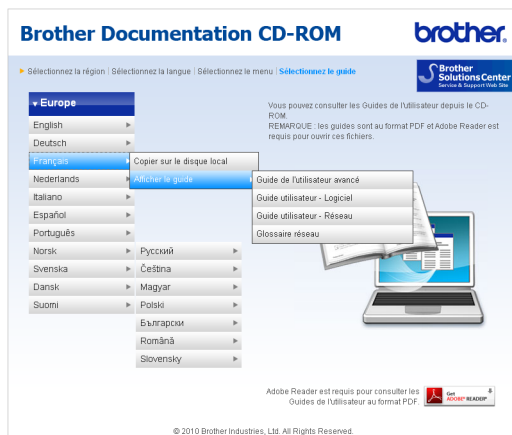 Brother Documentation CD-ROM
brother.
Sélectionnez la région | Sélectionnez la langue | Sélectionnez le menu | Sélectionnez le guide
Brother
Solutions Center
Service & Support Web Site
Europe
Vous pouvez consulter les Guides de l'utilisateur depuis le CD-
ROM.
REMARQUE : les guides sont au format PDF et Adobe Reader est
requis pour ouvrir ces fichiers.
English
Deutsch
Français
Copier sur le disque local
Nederlands
Afficher le guide
Guide de l'utilisateur avancé
Italiano
Guide utilisateur - Logiciel
Español
Guide utilisateur - Réseau
Português
Glossaire réseau
Norsk
Русский
Svenska
Čeština
Dansk
Magyar
Suomi
Polski
Български
Română
Slovensky
Adobe Reader est requis pour consulter les
Guides de l'utilisateur au format PDF.
Get
ADOBE® READER®
© 2010 Brother Industries, Ltd. All Rights Reserved.